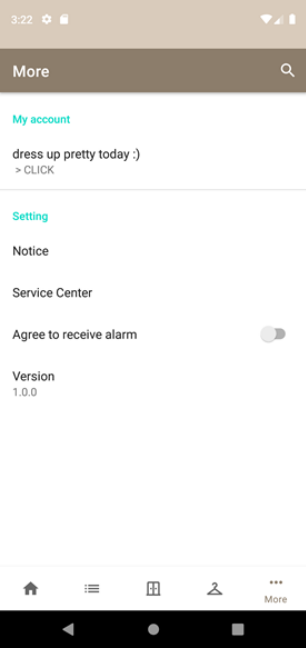 3:22
More
My account
dress up pretty today :)
> CLICK
Setting
Notice
Service Center
Agree to receive alarm
Version
1.0.0
More